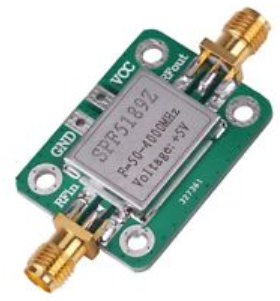 VCC
RFout
GND
SPF5189Z
F=50-4000MHz
Voltage:+5V
RFin
327361